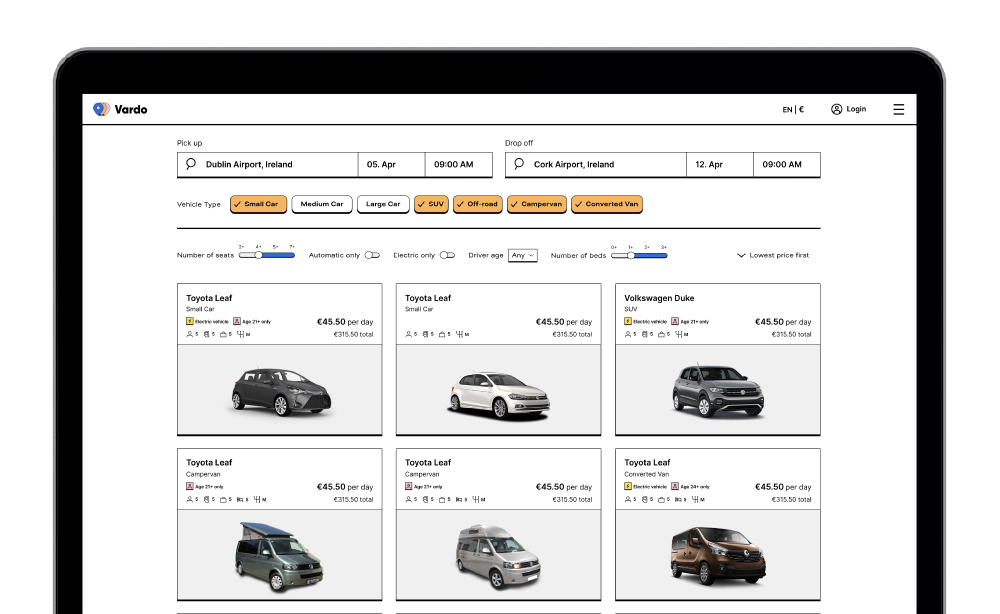 Vardo
EN | €
Login
Pick up
Drop off
Dublin Airport, Ireland
05. Apr
09:00 AM
Cork Airport, Ireland
12. Apr
09:00 AM
Vehicle Type
Small Car
Medium Car
Large Car
SUV
Off-road
Campervan
Converted Van
Number of seats
2+ 4+ 5+ 7+
Automatic only
Electric only
Driver age
Any
Number of beds
0+ 1+ 2+ 3+
Lowest price first
Toyota Leaf
Small Car
Electric vehicle
Age 21+ only
€45.50 per day
5 5 5 M
€315.50 total
Toyota Leaf
Small Car
€45.50 per day
5 5 5 M
€315.50 total
Volkswagen Duke
SUV
Electric vehicle
Age 21+ only
€45.50 per day
5 5 5 M
€315.50 total
Toyota Leaf
Campervan
Age 21+ only
€45.50 per day
5 5 5 5 M
€315.50 total
Toyota Leaf
Campervan
Age 21+ only
€45.50 per day
5 5 5 5 M
€315.50 total
Toyota Leaf
Converted Van
Electric vehicle
Age 24+ only
€45.50 per day
5 5 5 5 M
€315.50 total